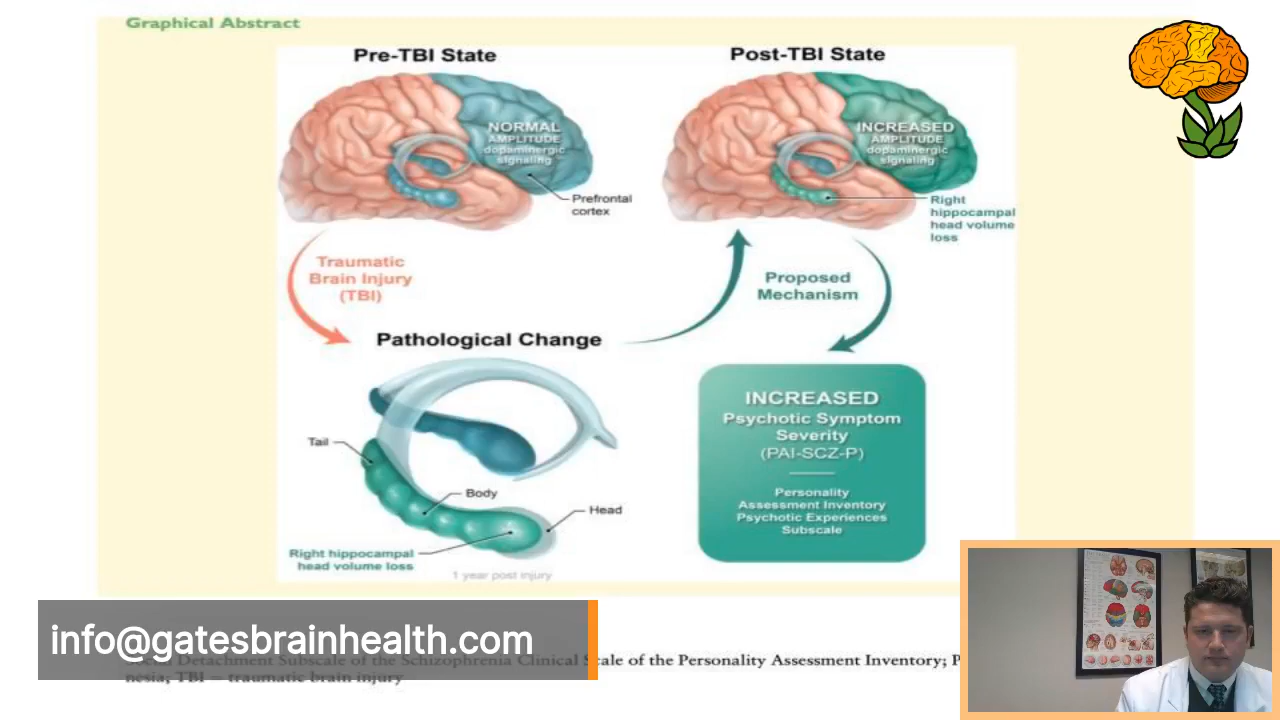 Graphical Abstract
Pre-TBI State
Post-TBI State
NORMAL
AMPLITUDE
dopaminergic
signaling
INCREASED
AMPLITUDE
dopaminergic
signaling
Prefrontal
cortex
Right
hippocampal
head volume
loss
Traumatic
Brain Injury
(TBI)
Proposed
Mechanism
Pathological Change
Tail
Body
Head
Right hippocampal
head volume loss
1 year post injury
INCREASED
Psychotic Symptom
Severity
(PAI-SCZ-P)
Personality
Assessment Inventory
Psychotic Experiences
Subscale
info@gatesbrainhealth.com
Detachment Subscale of the Schizophrenia Clinical Scale of the Personality Assessment Inventory; P
nesia; TBI = traumatic brain injury